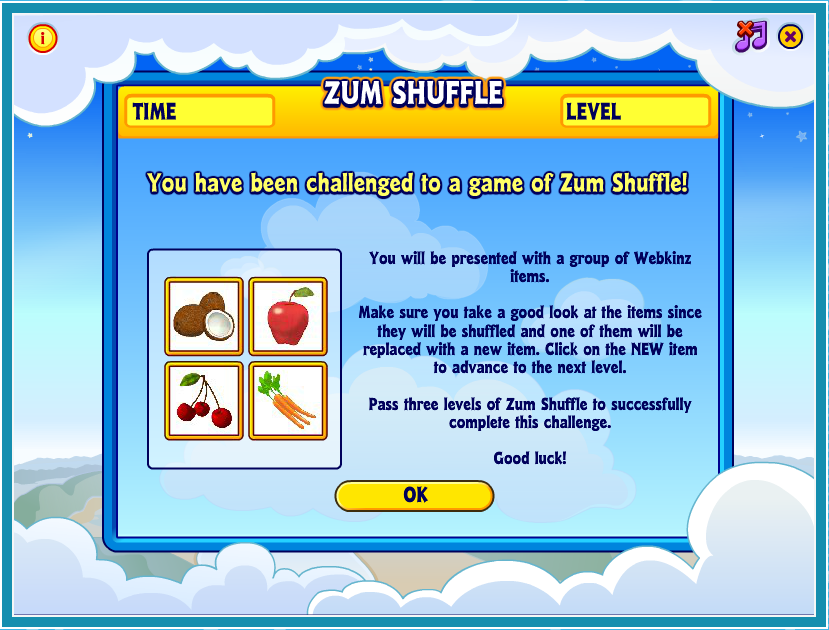 ZUM SHUFFLE
TIME
LEVEL
You have been challenged to a game of Zum Shuffle!
You will be presented with a group of Webkinz
items.
Make sure you take a good look at the items since
they will be shuffled and one of them will be
replaced with a new item. Click on the NEW item
to advance to the next level.
Pass three levels of Zum Shuffle to successfully
complete this challenge.
Good luck!
OK